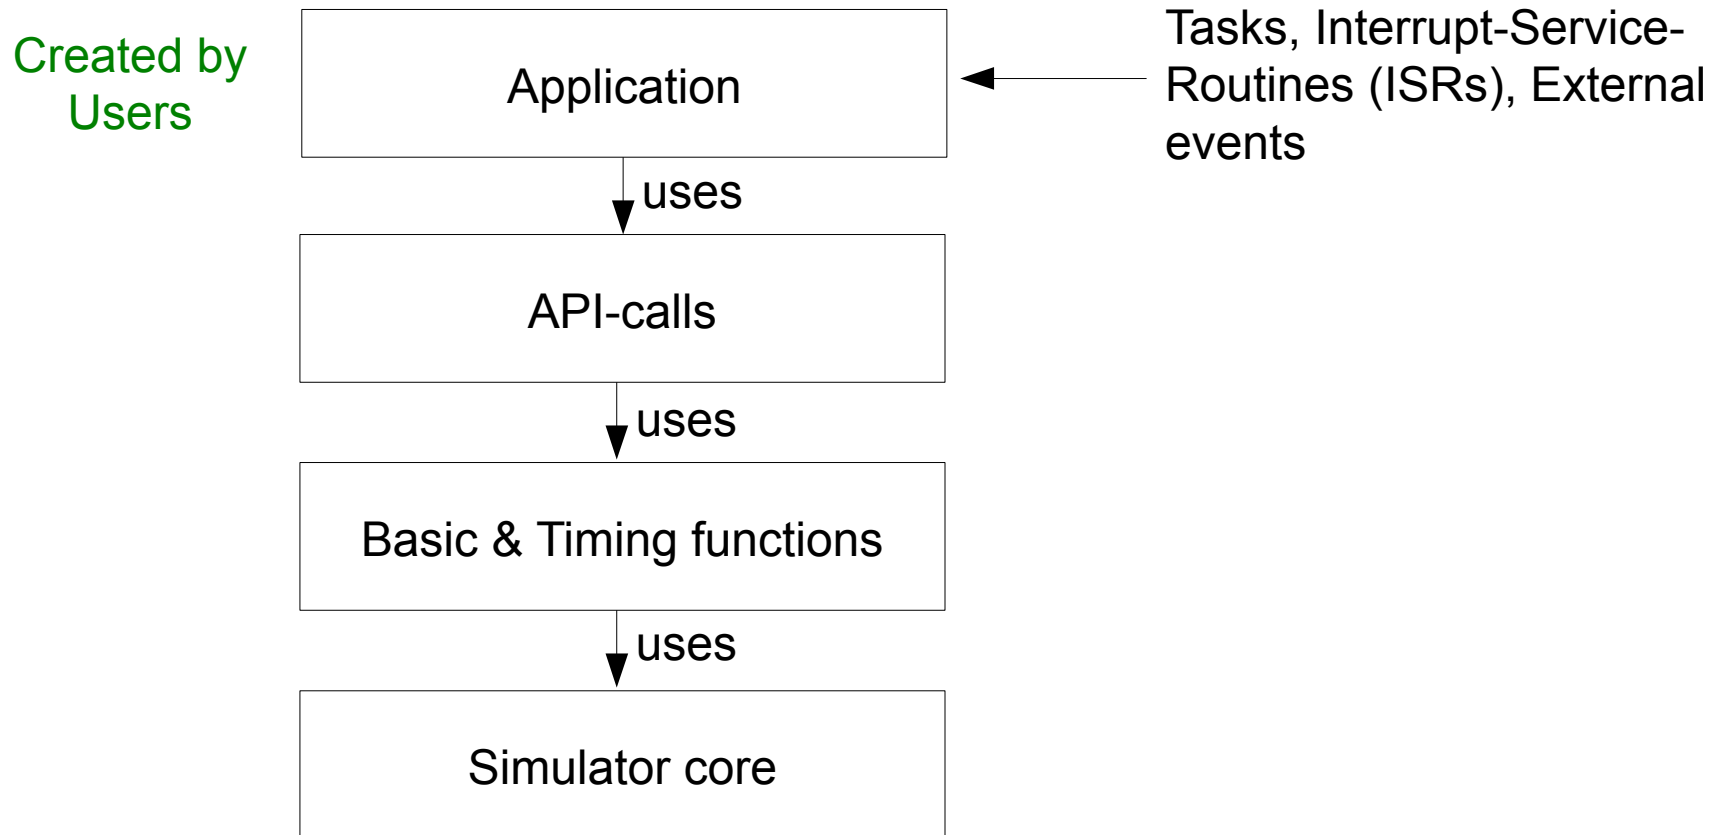 Created by
Users
Application
Tasks, Interrupt-Service-
Routines (ISRs), External
events
uses
API-calls
uses
Basic & Timing functions
uses
Simulator core